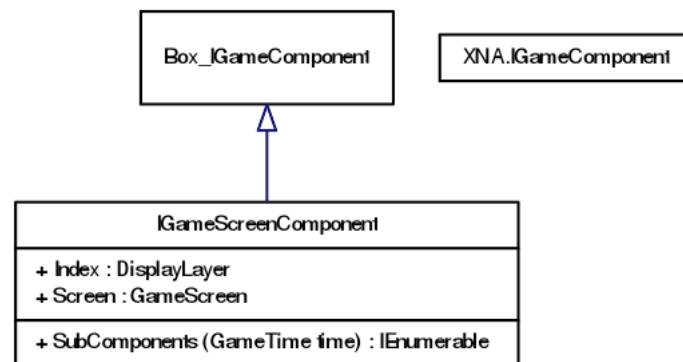 Box_IGameComponent
XNA.IGameComponent
IGameScreenComponent
+ Index : DisplayLayer
+ Screen : GameScreen
+ SubComponents (GameTime time) : IEnumerable